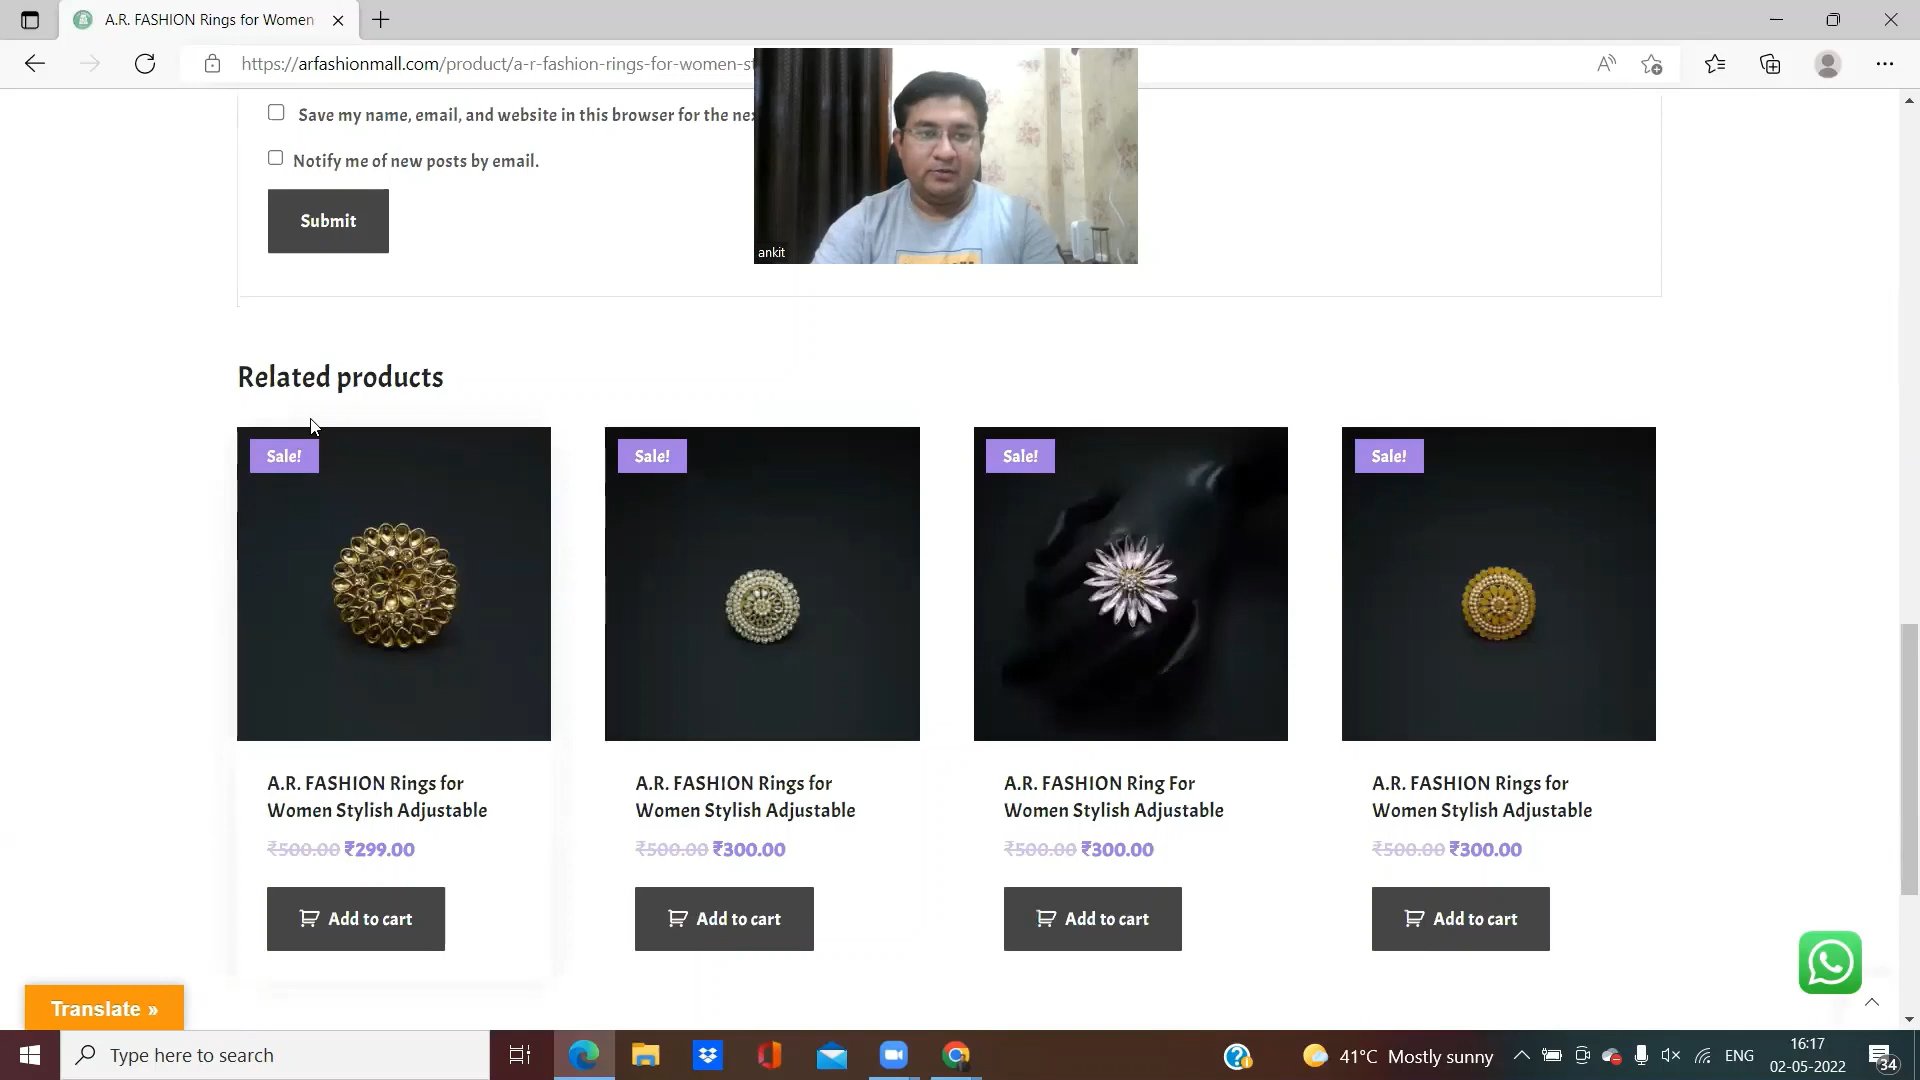 A.R. FASHION Rings for Women
https://arfashionmall.com/product/a-r-fashion-rings-for-women-st
Save my name, email, and website in this browser for the ne
Notify me of new posts by email.
Submit
ankit
Related products
Sale!
Sale!
Sale!
Sale!
A.R. FASHION Rings for
Women Stylish Adjustable
₹500.00 ₹299.00
Add to cart
A.R. FASHION Rings for
Women Stylish Adjustable
₹500.00 ₹300.00
Add to cart
A.R. FASHION Ring For
Women Stylish Adjustable
₹500.00 ₹300.00
Add to cart
A.R. FASHION Rings for
Women Stylish Adjustable
₹500.00 ₹300.00
Add to cart
Translate »
Type here to search
41°C Mostly sunny
ENG
16:17
02-05-2022
34